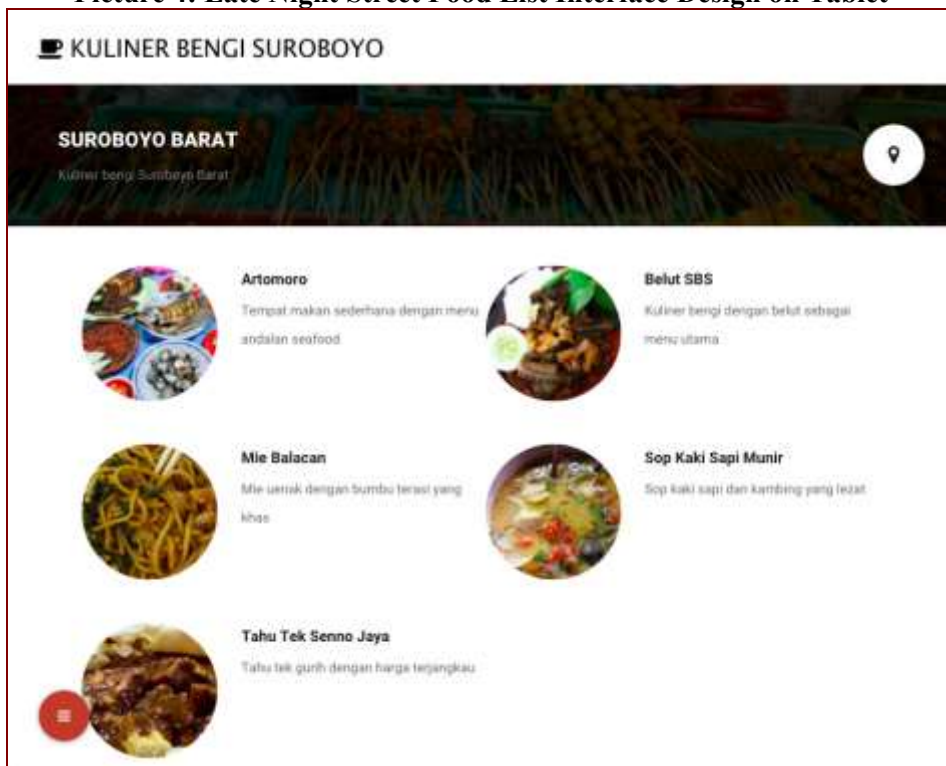 Picture 4. Late Night Street Food List Interface Design on Tablet
KULINER BENGI SUROBOYO
SUROBOYO BARAT
Kuliner bengi Suroboyo Barat
Artomoro
Tempat makan sederhana dengan menu
andalan seafood
Belut SBS
Kuliner bengi dengan belut sebagai
menu utama
Mie Balacan
Mie uenak dengan bumbu terasi yang
khas
Sop Kaki Sapi Munir
Sop kaki sapi dan kambing yang lezat
Tahu Tek Senno Jaya
Tahu tek gurih dengan harga terjangkau